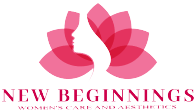 NEW BEGINNINGS
WOMEN'S CARE AND AESTHETICS